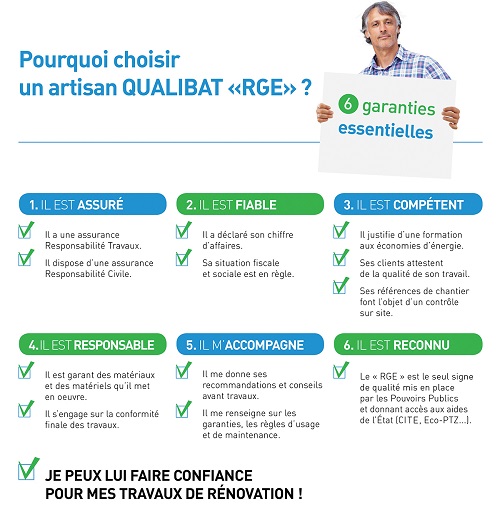 Pourquoi choisir
un artisan QUALIBAT «RGE» ?
6 garanties
essentielles
1. IL EST ASSURÉ
Il a une assurance
Responsabilité Travaux.
Il dispose d'une assurance
Responsabilité Civile.
2. IL EST FIABLE
Il a déclaré son chiffre
d'affaires.
Sa situation fiscale
et sociale est en règle.
3. IL EST COMPÉTENT
Il justifie d'une formation
aux économies d'énergie.
Ses clients attestent
de la qualité de son travail.
Ses références de chantier
font l'objet d'un contrôle
sur site.
4. IL EST RESPONSABLE
Il est garant des matériaux
et des matériels qu'il met
en oeuvre.
Il s'engage sur la conformité
finale des travaux.
5. IL M'ACCOMPAGNE
Il me donne ses
recommandations et conseils
avant travaux.
Il me renseigne sur les
garanties, les règles d'usage
et de maintenance.
6. IL EST RECONNU
Le « RGE » est le seul signe
de qualité mis en place
par les Pouvoirs Publics
et donnant accès aux aides
de l'État (CITE, Eco-PTZ...).
JE PEUX LUI FAIRE CONFIANCE
POUR MES TRAVAUX DE RÉNOVATION !